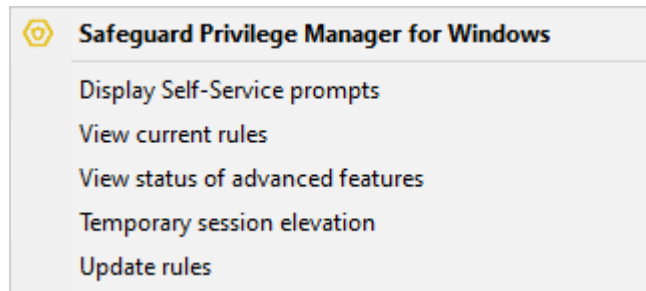 Safeguard Privilege Manager for Windows
Display Self-Service prompts
View current rules
View status of advanced features
Temporary session elevation
Update rules